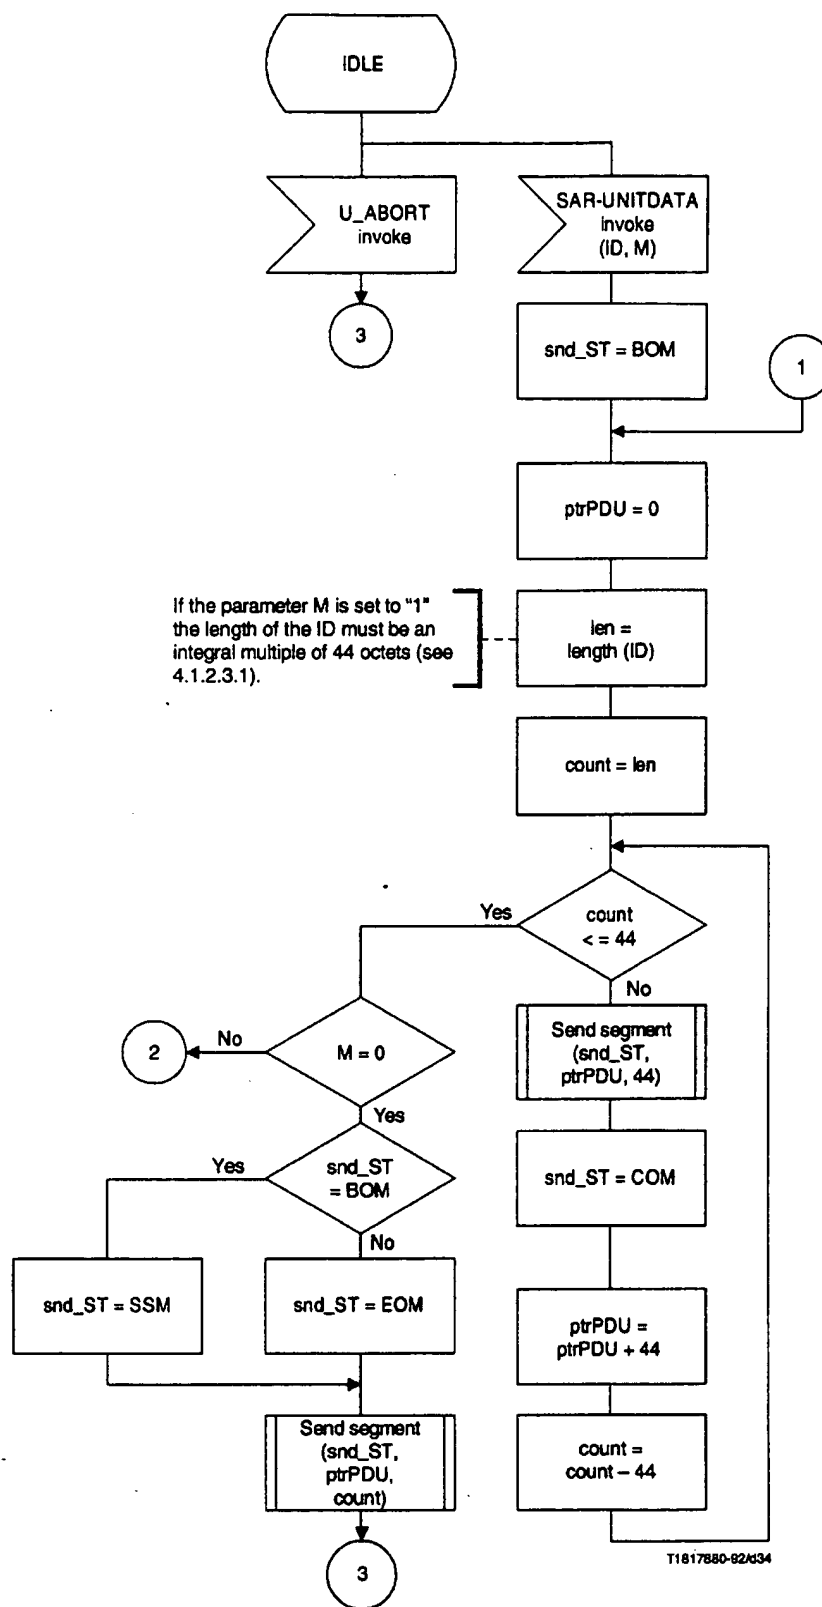 IDLE
U_ABORT
invoke
SAR-UNITDATA
invoke
(ID, M)
3
snd_ST = BOM
1
ptrPDU = 0
If the parameter M is set to "1"
the length of the ID must be an
integral multiple of 44 octets (see
4.1.2.3.1).
len =
length (ID)
count = len
Yes
count
< = 44
No
2
No
M = 0
Send segment
(snd_ST,
ptrPDU, 44)
Yes
Yes
snd_ST
= BOM
snd_ST = COM
No
snd_ST = SSM
snd_ST = EOM
ptrPDU =
ptrPDU + 44
Send segment
(snd_ST,
ptrPDU,
count)
count =
count – 44
T1817880-92/d34
3